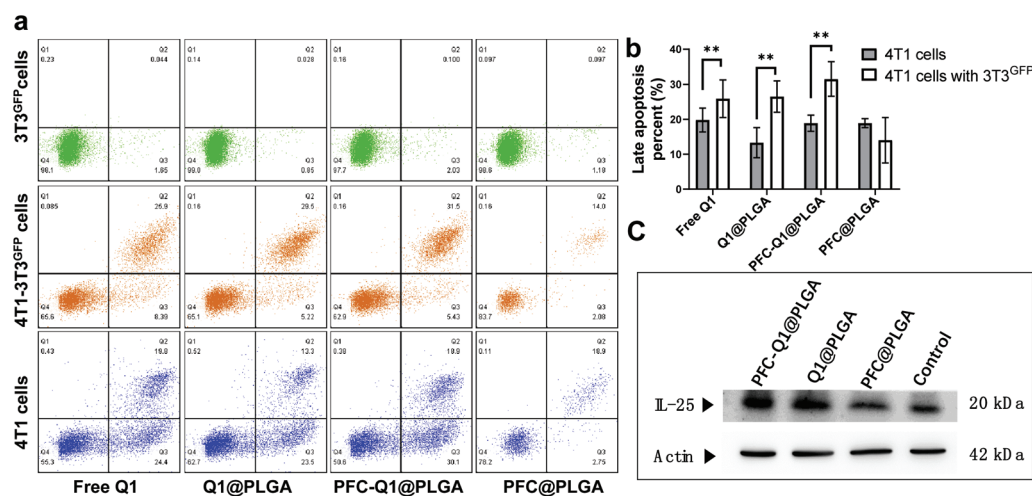 a
3T3GFP cells
Q1
0.23
Q2
0.044
Q4
98.1
Q3
1.65
Q1
0.14
Q2
0.028
Q4
99.0
Q3
0.85
Q1
0.16
Q2
0.100
Q4
97.7
Q3
2.03
Q1
0.097
Q2
0.097
Q4
98.6
Q3
1.18
4T1-3T3GFP cells
Q1
0.085
Q2
25.9
Q4
65.6
Q3
8.39
Q1
0.16
Q2
29.5
Q4
65.1
Q3
5.22
Q1
0.16
Q2
31.5
Q4
62.9
Q3
5.43
Q1
0.16
Q2
14.0
Q4
83.7
Q3
2.08
4T1 cells
Q1
0.43
Q2
19.8
Q4
55.3
Q3
24.4
Q1
0.52
Q2
13.3
Q4
62.7
Q3
23.5
Q1
0.38
Q2
Q4
Q3
30.1
Q1
0.11
Q2
18.9
Q4
78.2
Q3
2.75
Free Q1
Q1@PLGA
PFC-Q1@PLGA
PFC@PLGA
b
Late apoptosis
percent (%)
40
30
20
10
0
**
**
**
4T1 cells
4T1 cells with 3T3GFP
Free Q1
Q1@PLGA
PFC-Q1@PLGA
PFC@PLGA
C
PFC-Q1@PLGA
Q1@PLGA
PFC@PLGA
Control
IL-25
20 kDa
Actin
42 kDa